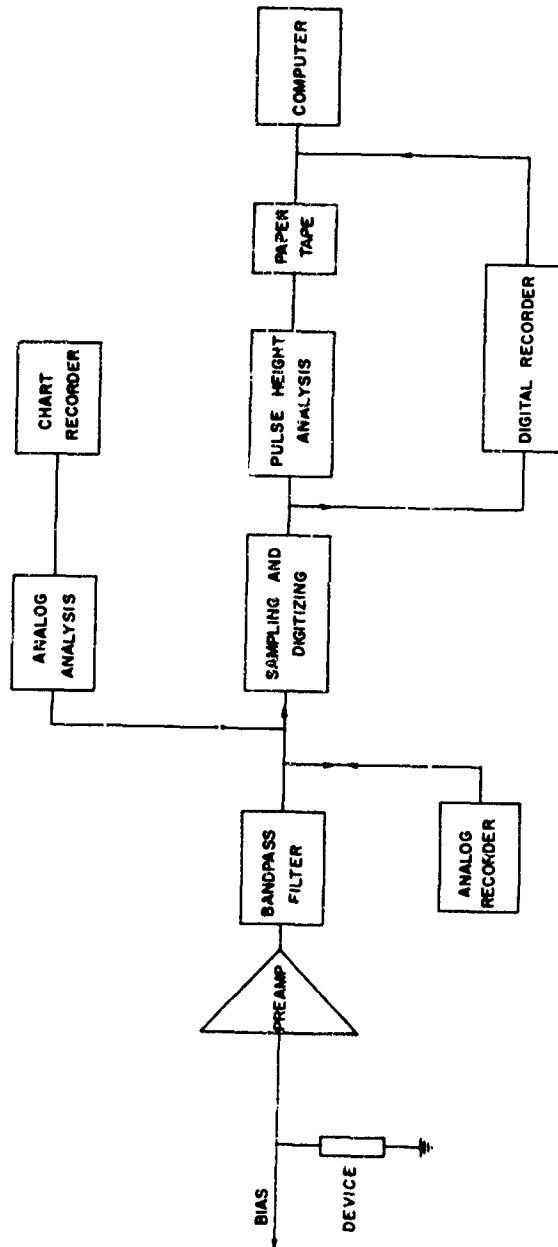 BIAS
DEVICE
PREAMP
BANDPASS
FILTER
ANALOG
RECORDER
ANALOG
ANALYSIS
CHART
RECORDER
SAMPLING AND
DIGITIZING
PULSE HEIGHT
ANALYSIS
PAPER
TAPE
DIGITAL RECORDER
COMPUTER